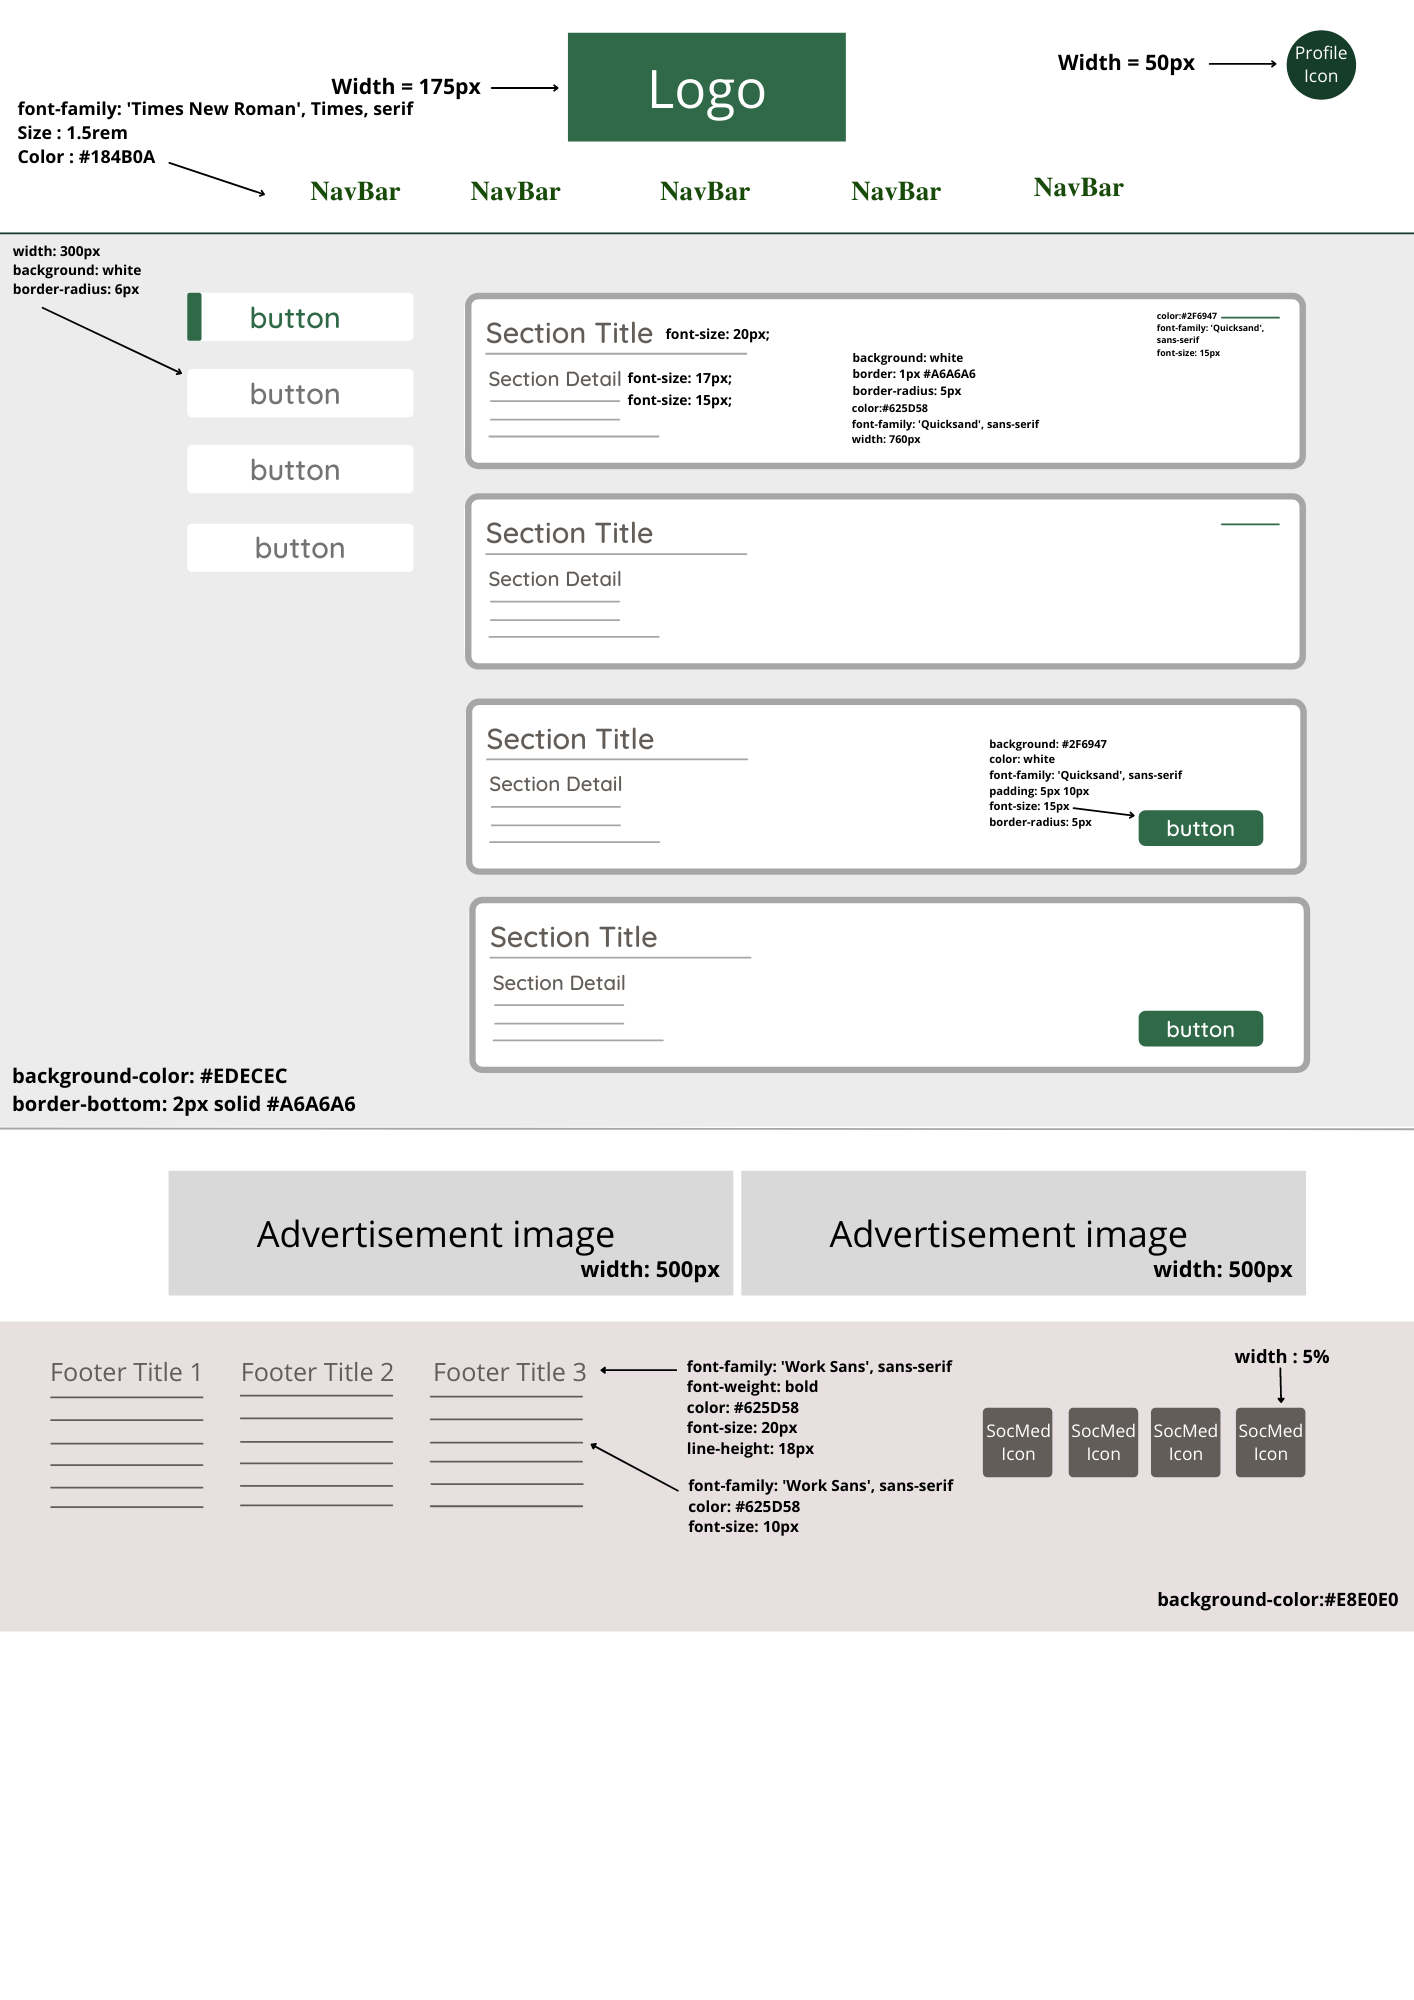 Logo
Profile
Icon
Width = 50px
Width = 175px
font-family: 'Times New Roman', Times, serif
Size : 1.5rem
Color : #184B0A
NavBar
NavBar
NavBar
NavBar
NavBar
width: 300px
background: white
border-radius: 6px
button
button
button
button
Section Title
font-size: 20px;
Section Detail
font-size: 17px;
font-size: 15px;
background: white
border: 1px #A6A6A6
border-radius: 5px
color:#625D58
font-family: 'Quicksand', sans-serif
width: 760px
color:#2F6947
font-family: 'Quicksand',
sans-serif
font-size: 15px
Section Title
Section Detail
Section Title
Section Detail
background: #2F6947
color: white
font-family: 'Quicksand', sans-serif
padding: 5px 10px
font-size: 15px
border-radius: 5px
button
Section Title
Section Detail
button
background-color: #EDECEC
border-bottom: 2px solid #A6A6A6
Advertisement image
width: 500px
Advertisement image
width: 500px
Footer Title 1
Footer Title 2
Footer Title 3
font-family: 'Work Sans', sans-serif
font-weight: bold
color: #625D58
font-size: 20px
line-height: 18px
font-family: 'Work Sans', sans-serif
color: #625D58
font-size: 10px
width : 5%
SocMed
Icon
SocMed
Icon
SocMed
Icon
SocMed
Icon
background-color:#E8E0E0